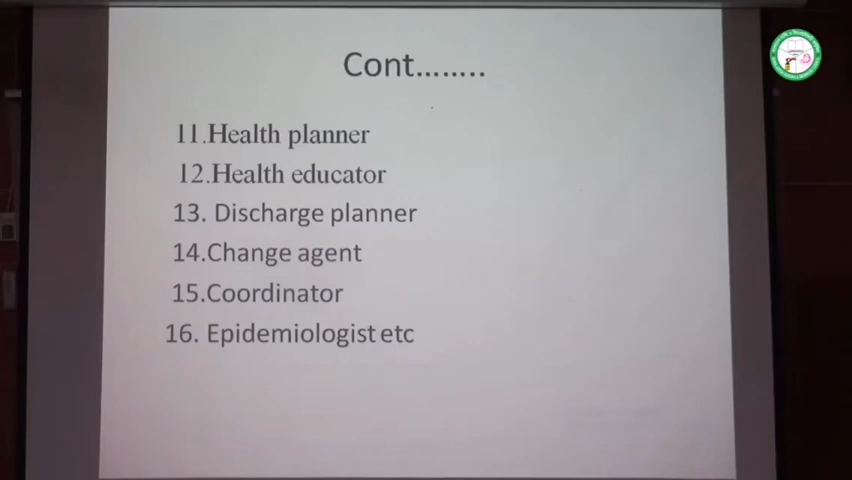 Cont........
11.Health planner
12.Health educator
13. Discharge planner
14.Change agent
15.Coordinator
16. Epidemiologist etc